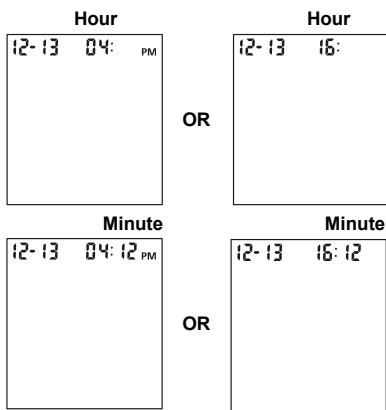 Hour Hour
12-13 04: PM 12-13 16:
OR
Minute Minute
12-13 04:12 PM 12-13 16:12
OR